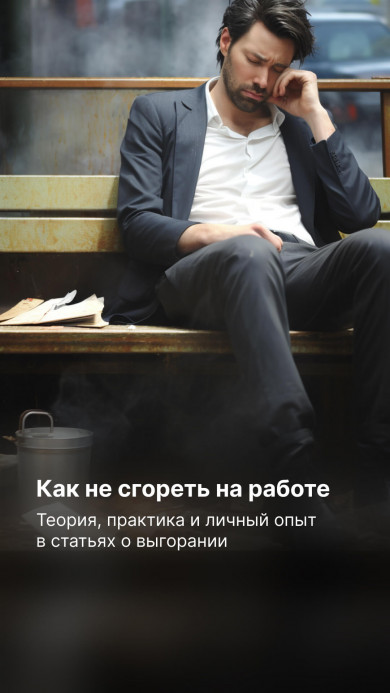 Как не сгореть на работе
Теория, практика и личный опыт
в статьях о выгорании